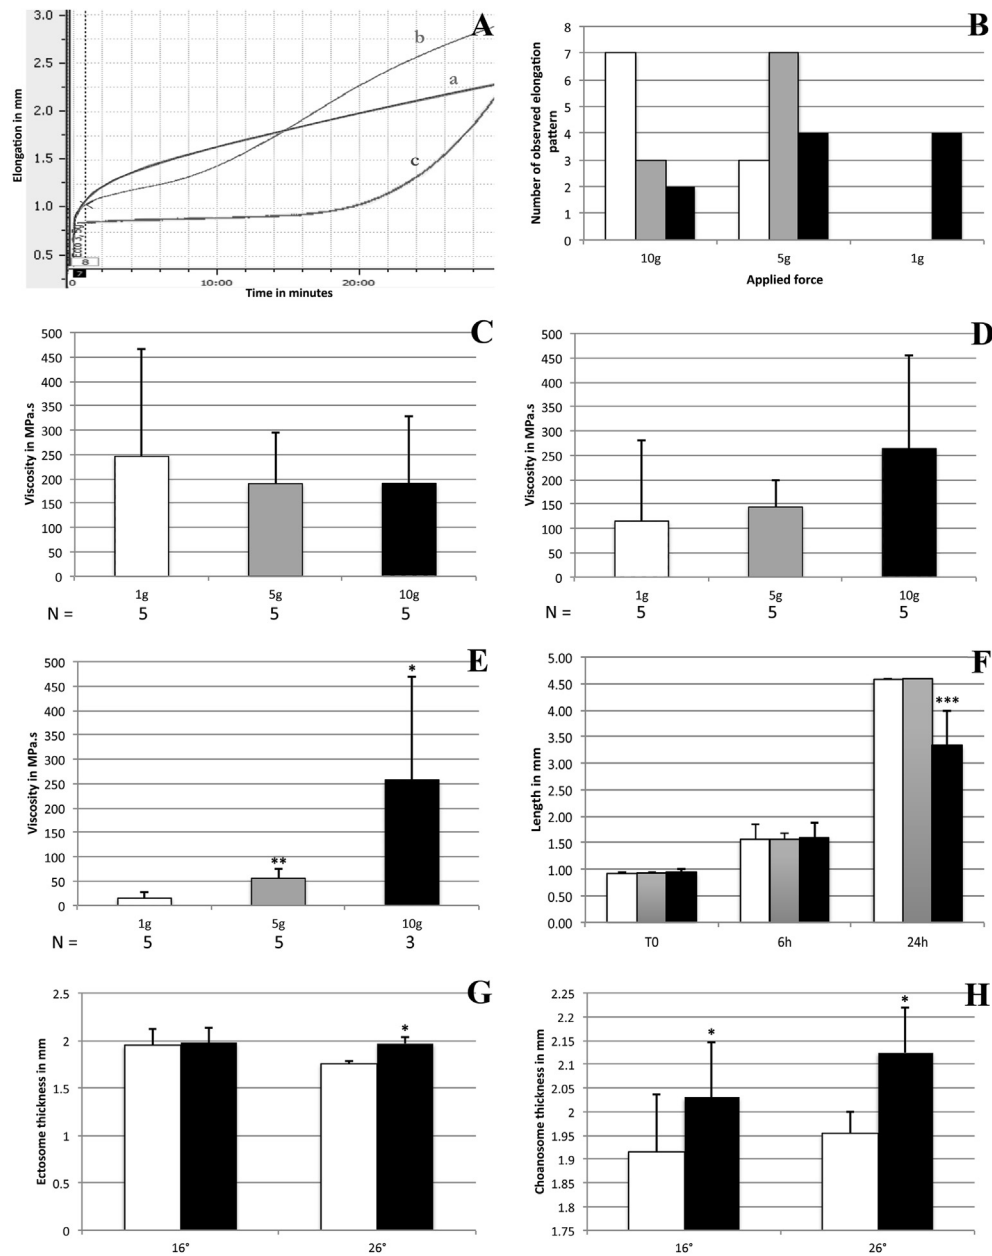 A
3.0
2.5
2.0
1.5
1.0
0.5
Elongation in mm
b
a
c
Ecto 3, 5g
8
7
0
10:00
20:00
Time in minutes
B
8
7
6
5
4
3
2
1
0
Number of observed elongation
pattern
10g 5g 1g
Applied force
C
500
450
400
350
300
250
200
150
100
50
0
Viscosity in MPa.s
1g 5g 10g
N = 5 5 5
D
500
450
400
350
300
250
200
150
100
50
0
Viscosity in MPa.s
1g 5g 10g
N = 5 5 5
E
500
450
400
350
300
250
200
150
100
50
0
Viscosity in MPa.s
**
*
1g 5g 10g
N = 5 5 3
F
5.00
4.50
4.00
3.50
3.00
2.50
2.00
1.50
1.00
0.50
0.00
Length in mm
***
T0 6h 24h
G
2.5
2
1.5
1
0.5
0
Ectosome thickness in mm
*
16° 26°
H
2.25
2.2
2.15
2.1
2.05
2
1.95
1.9
1.85
1.8
1.75
Choanosome thickness in mm
*
*
16° 26°